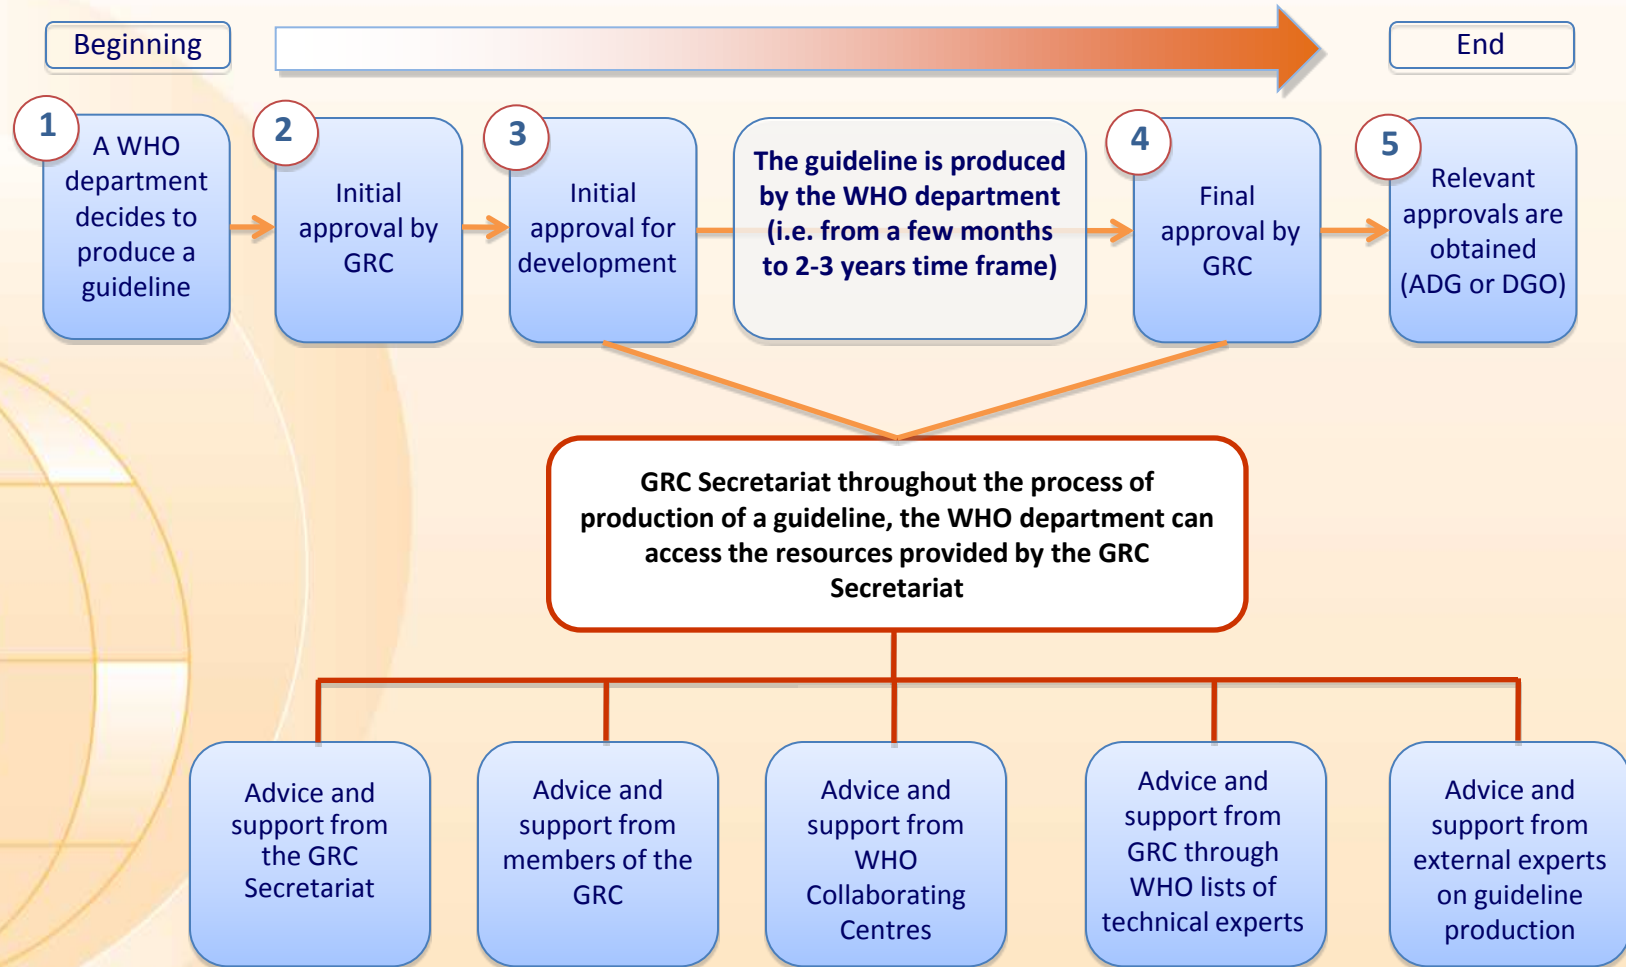 Beginning
End
1
A WHO
department
decides to
produce a
guideline
2
Initial
approval by
GRC
3
Initial
approval for
development
The guideline is produced
by the WHO department
(i.e. from a few months
to 2-3 years time frame)
4
Final
approval by
GRC
5
Relevant
approvals are
obtained
(ADG or DGO)
GRC Secretariat throughout the process of
production of a guideline, the WHO department can
access the resources provided by the GRC
Secretariat
Advice and
support from
the GRC
Secretariat
Advice and
support from
members of the
GRC
Advice and
support from
WHO
Collaborating
Centres
Advice and
support from
GRC through
WHO lists of
technical experts
Advice and
support from
external experts
on guideline
production